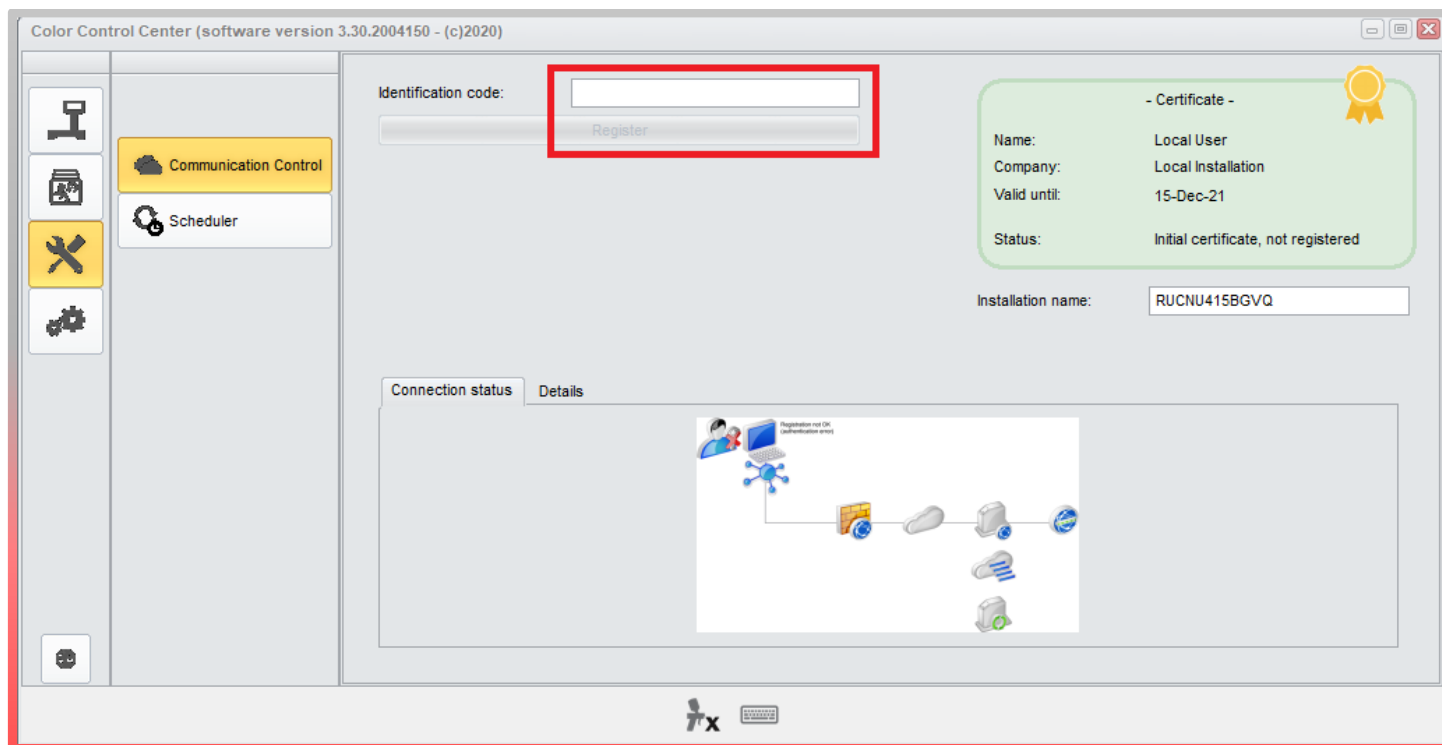 Color Control Center (software version 3.30.2004150 - (c)2020)
Identification code:
Register
Communication Control
Scheduler
- Certificate -
Name: Local User
Company: Local Installation
Valid until: 15-Dec-21
Status: Initial certificate, not registered
Installation name: RUCNU415BGVQ
Connection status Details
Registration not OK
(authentication error)
x